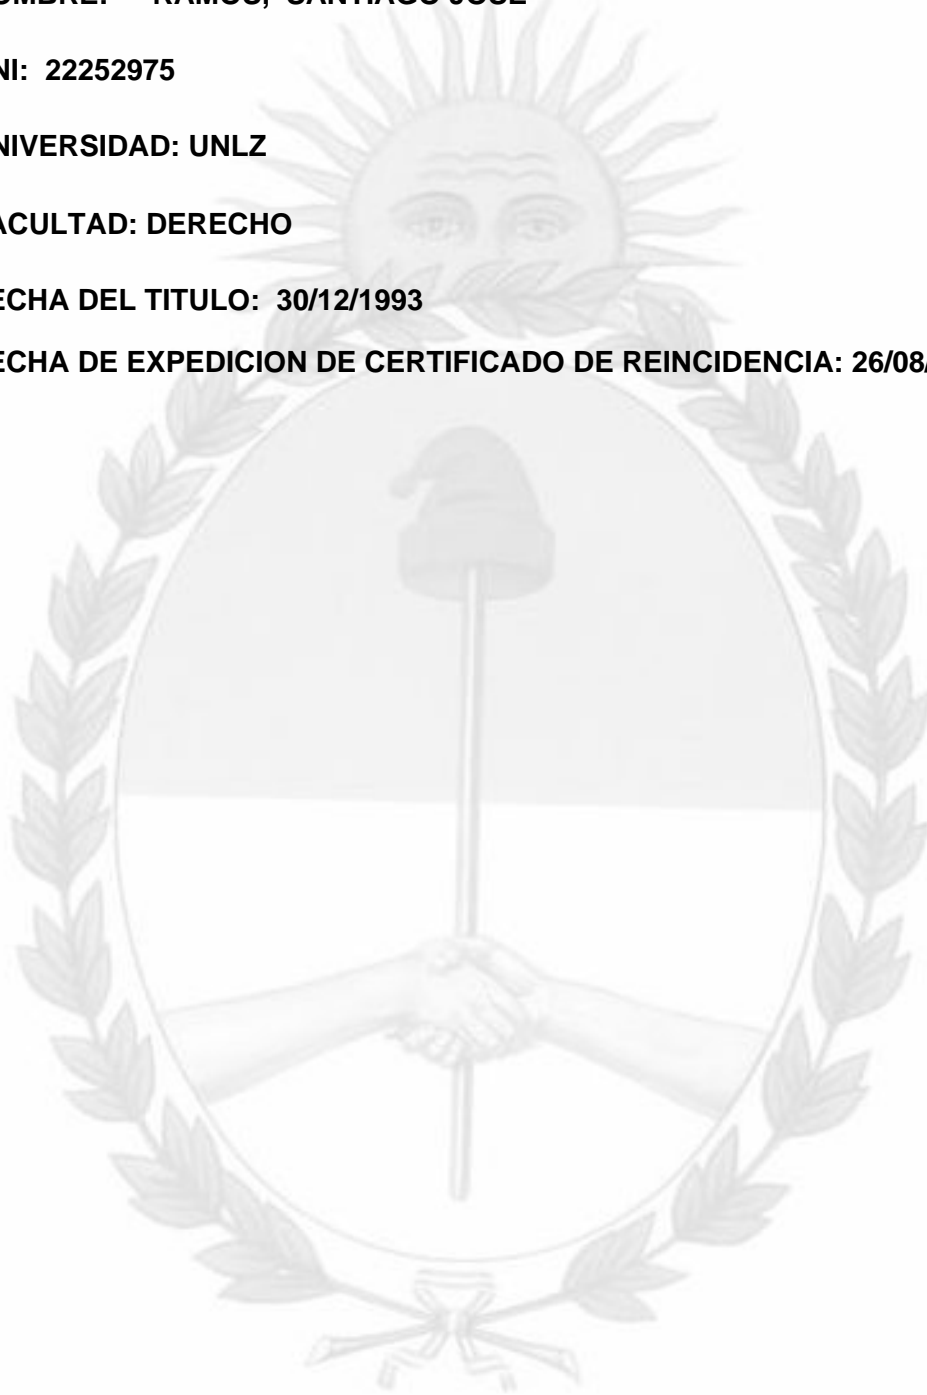 OMBRE: RAMOS, SANTIAGO JOSE
NI: 22252975
NIVERSIDAD: UNLZ
ACULTAD: DERECHO
ECHA DEL TITULO: 30/12/1993
ECHA DE EXPEDICION DE CERTIFICADO DE REINCIDENCIA: 26/08/